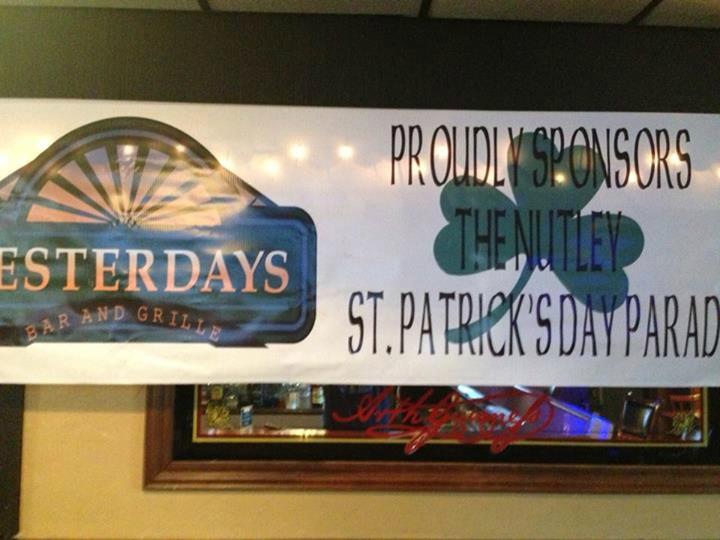 ESTERDAYS
BAR AND GRILLE
PROUDLY SPONSORS
THE NUTLEY
ST. PATRICK'S DAY PARAD